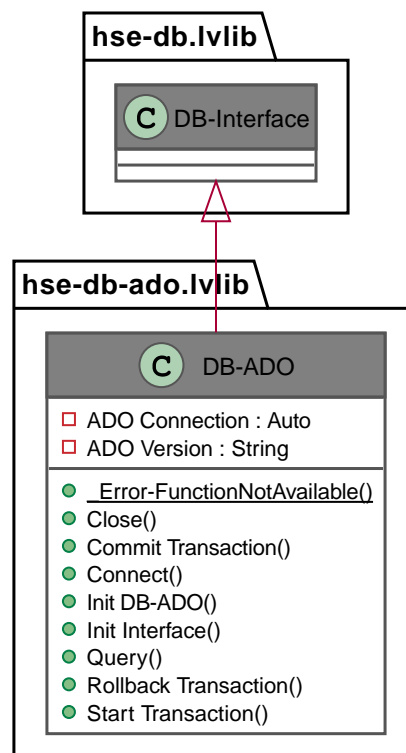 hse-db.lvlib
C DB-Interface
hse-db-ado.lvlib
C DB-ADO
ADO Connection : Auto
ADO Version : String
_Error-FunctionNotAvailable()
Close()
Commit Transaction()
Connect()
Init DB-ADO()
Init Interface()
Query()
Rollback Transaction()
Start Transaction()